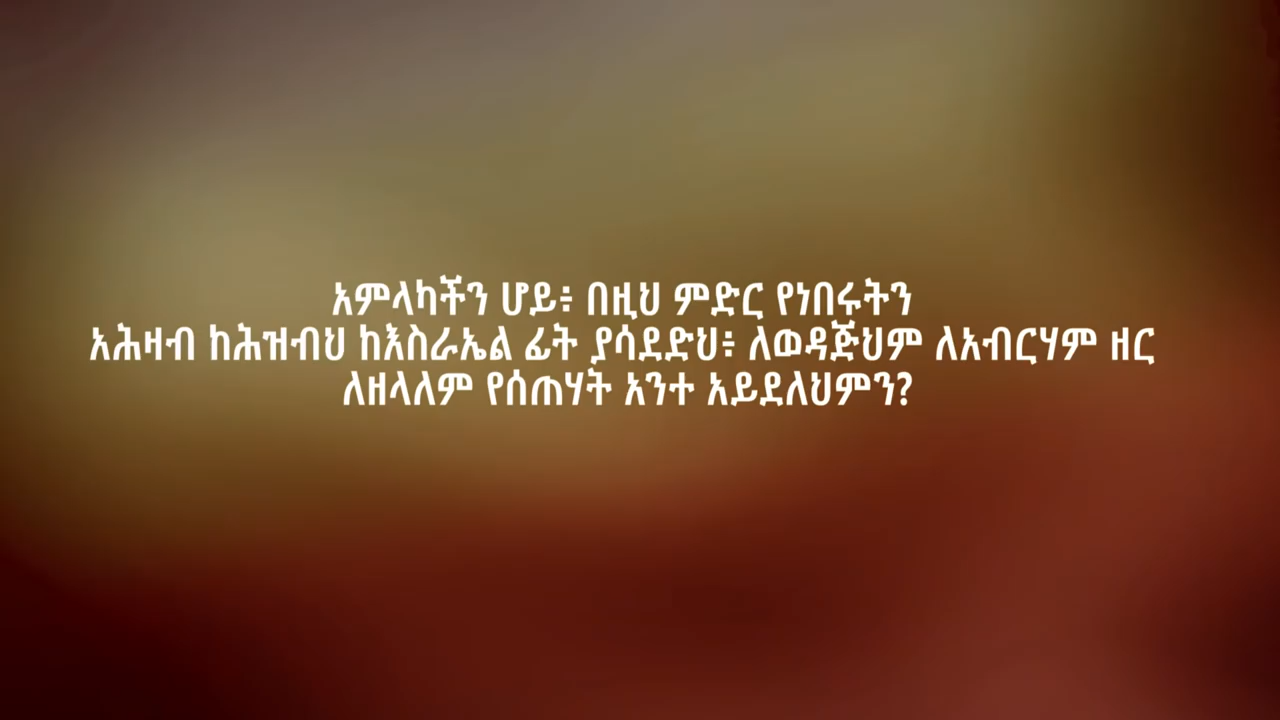 አምላካችን ሆይ፥ በዚህ ምድር የነበሩትን
አሕዛብ ከሕዝብህ ከእስራኤል ፊት ያሳደድህ፥ ለወዳጅህም ለአብርሃም ዘር
ለዘላለም የሰጠሃት አንተ አይደለህምን?